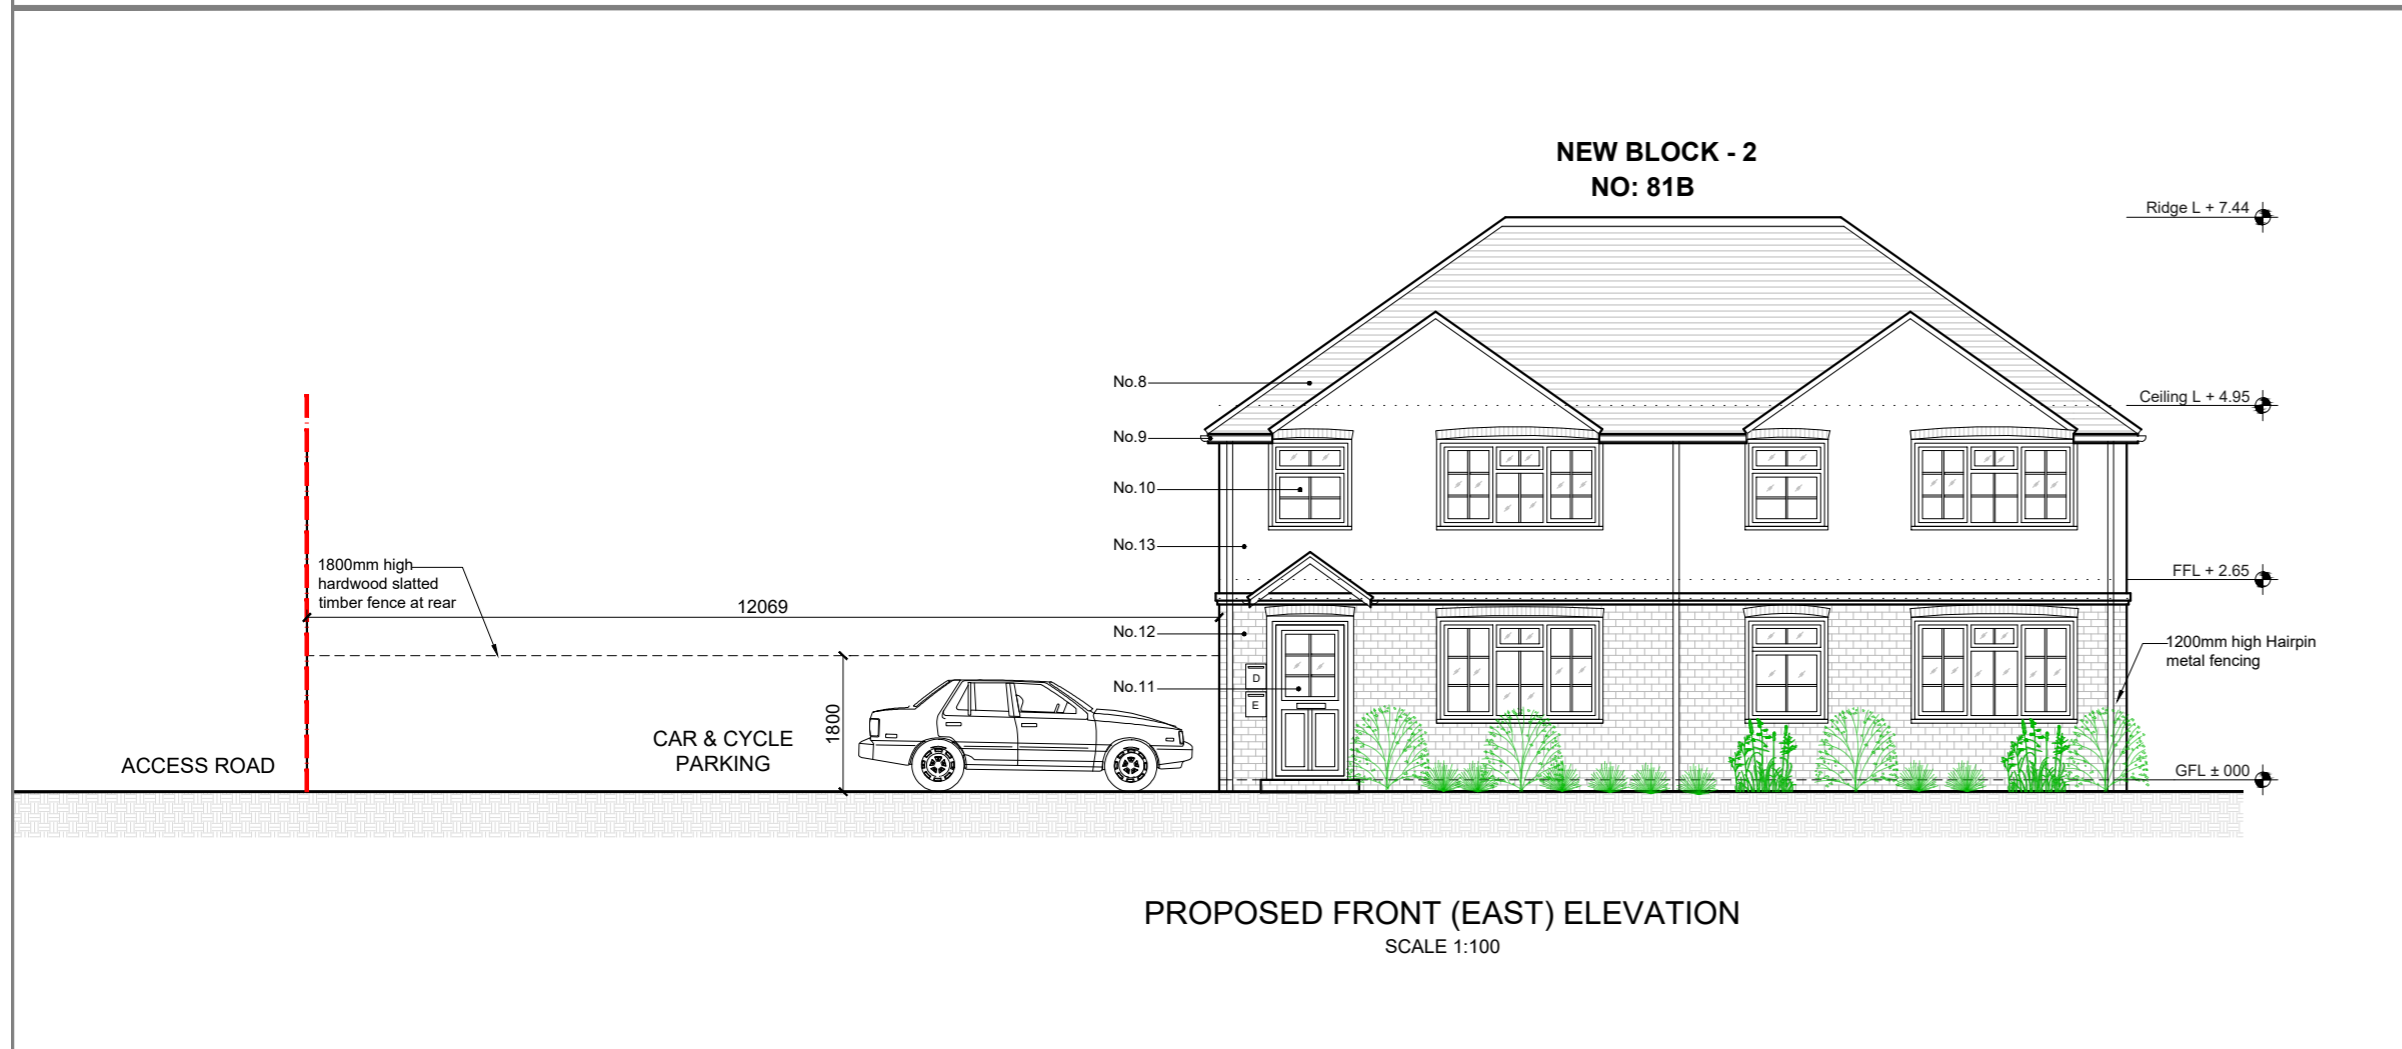 NEW BLOCK - 2
NO: 81B
Ridge L + 7.44
No.8
Ceiling L + 4.95
No.9
No.10
No.13
1800mm high
hardwood slatted
timber fence at rear
FFL + 2.65
12069
No.12
1200mm high Hairpin
metal fencing
D
No.11
E
1800
CAR & CYCLE
PARKING
ACCESS ROAD
GFL ± 000
PROPOSED FRONT (EAST) ELEVATION
SCALE 1:100